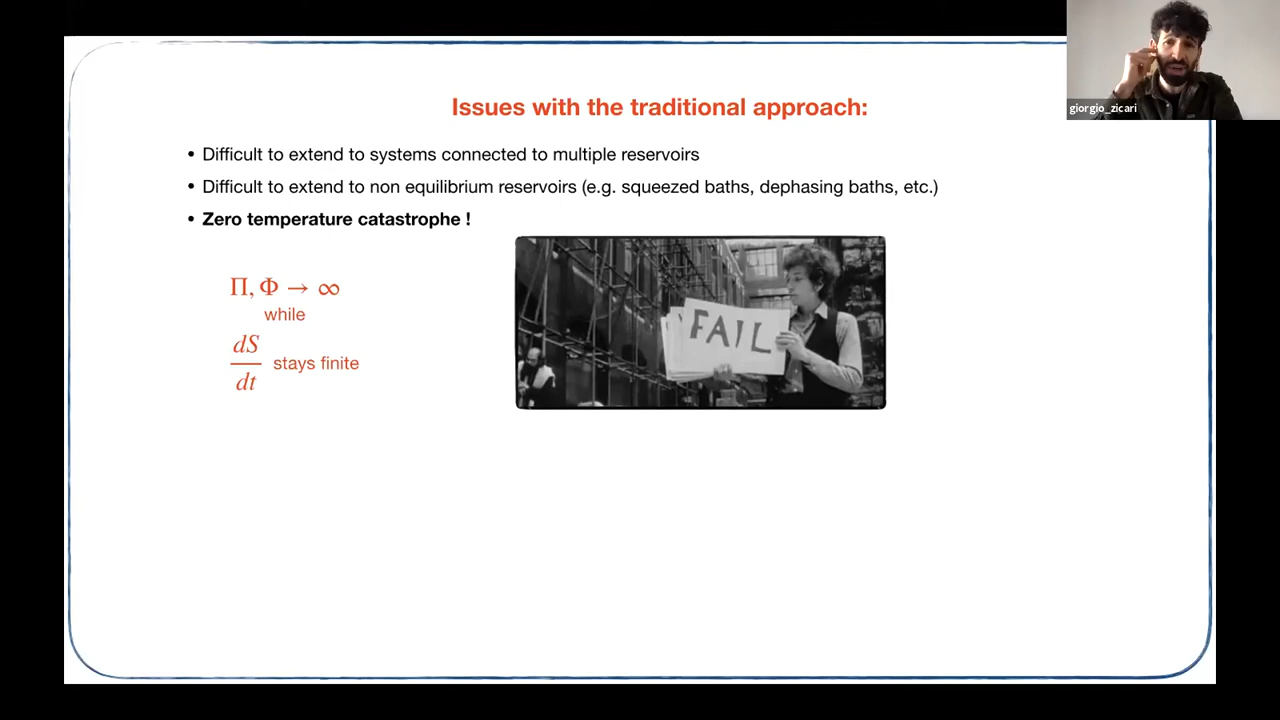 giorgio_zicari
Issues with the traditional approach:
• Difficult to extend to systems connected to multiple reservoirs
• Difficult to extend to non equilibrium reservoirs (e.g. squeezed baths, dephasing baths, etc.)
• Zero temperature catastrophe !
Π, Φ → ∞
while
dS
dt
stays finite
FAIL